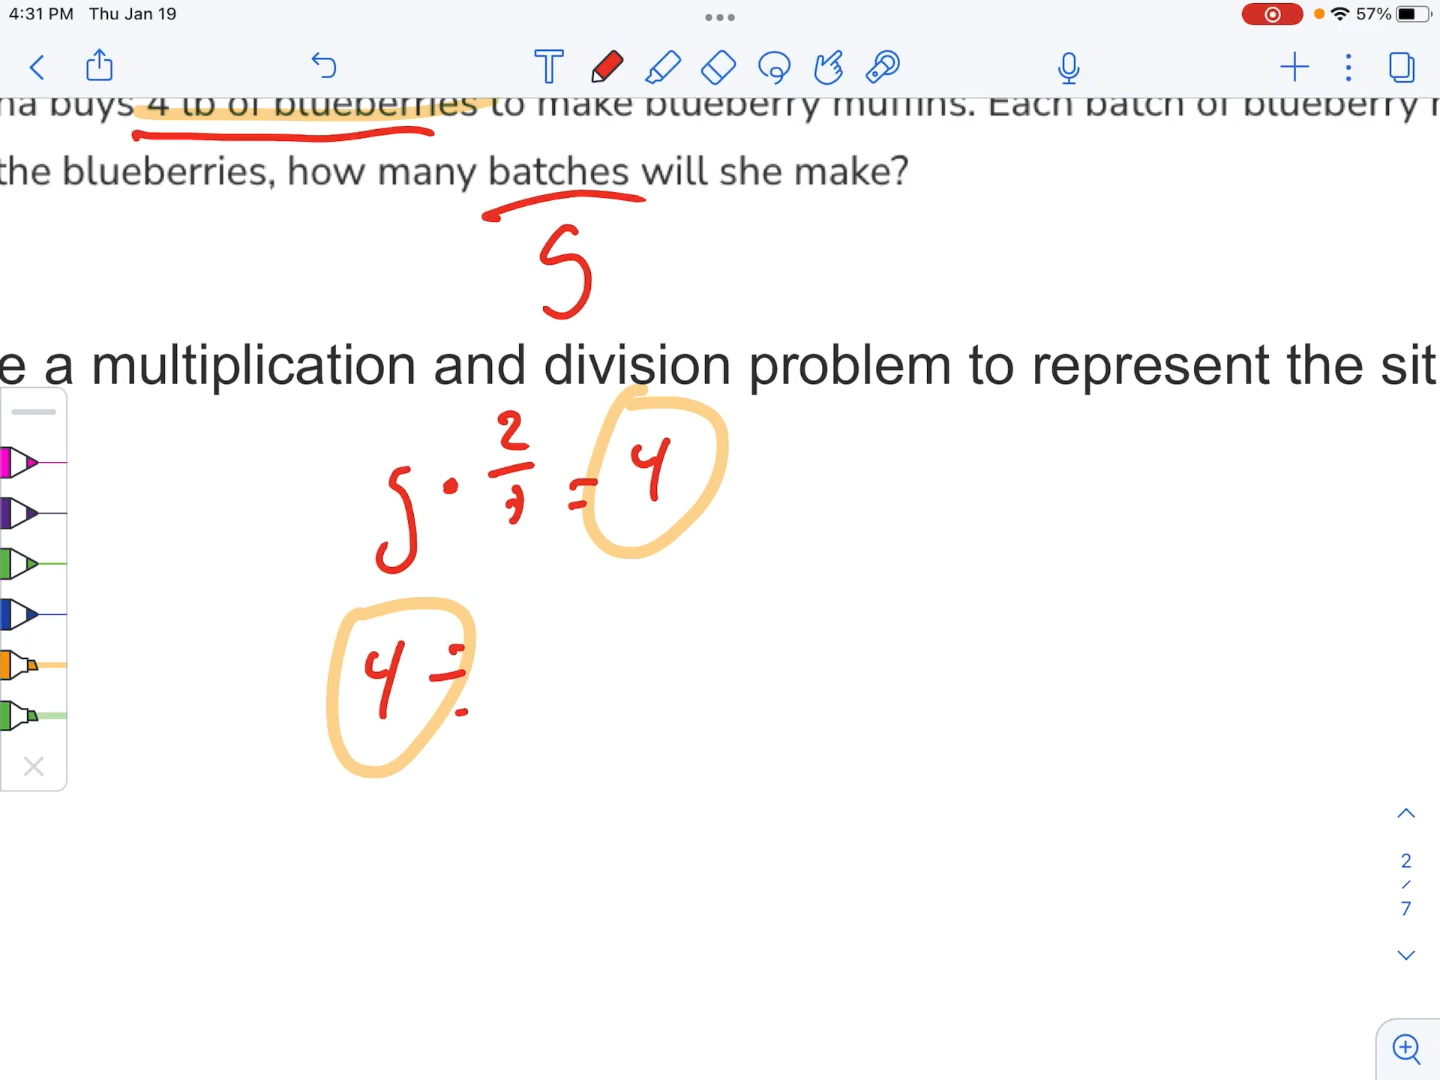 4:31 PM Thu Jan 19
57%
na buys 4 lb of blueberries to make blueberry muffins. Each batch of blueberry
the blueberries, how many batches will she make?
S
e a multiplication and division problem to represent the sit
S · 2/3 = 4
4 ÷
2
/
7